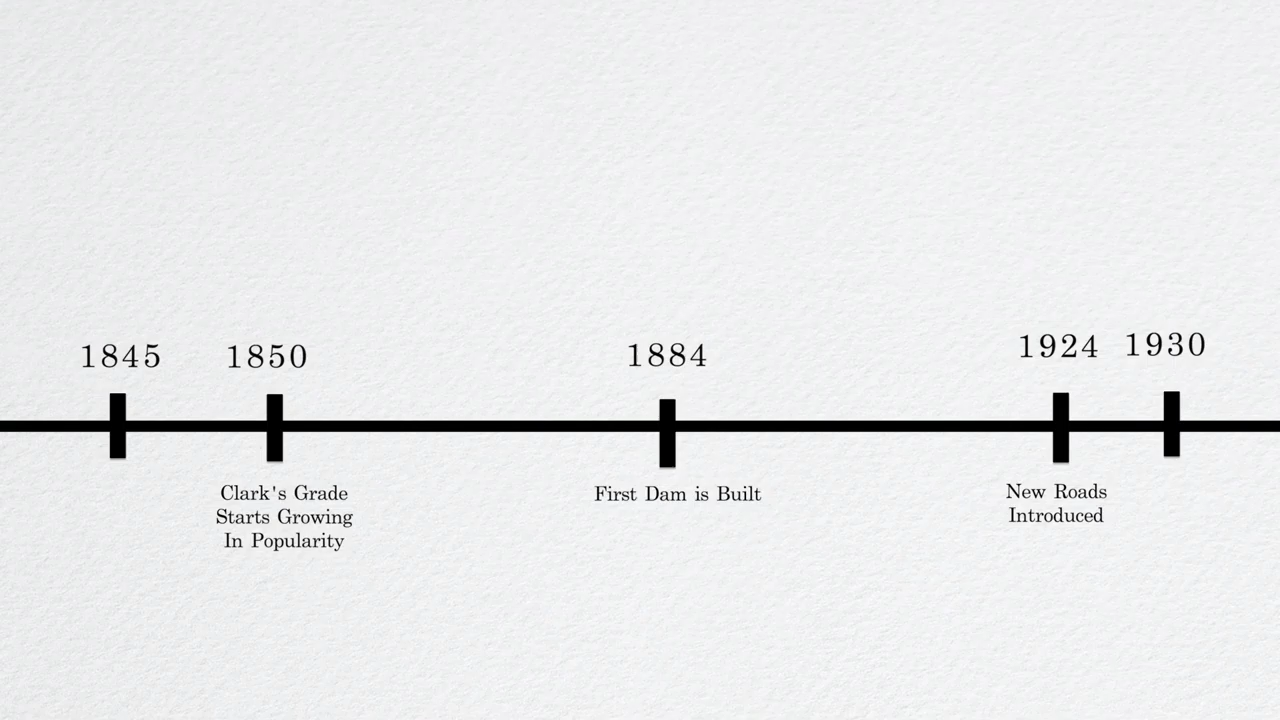 1845
1850
1884
1924
1930
Clark's Grade
Starts Growing
In Popularity
First Dam is Built
New Roads
Introduced